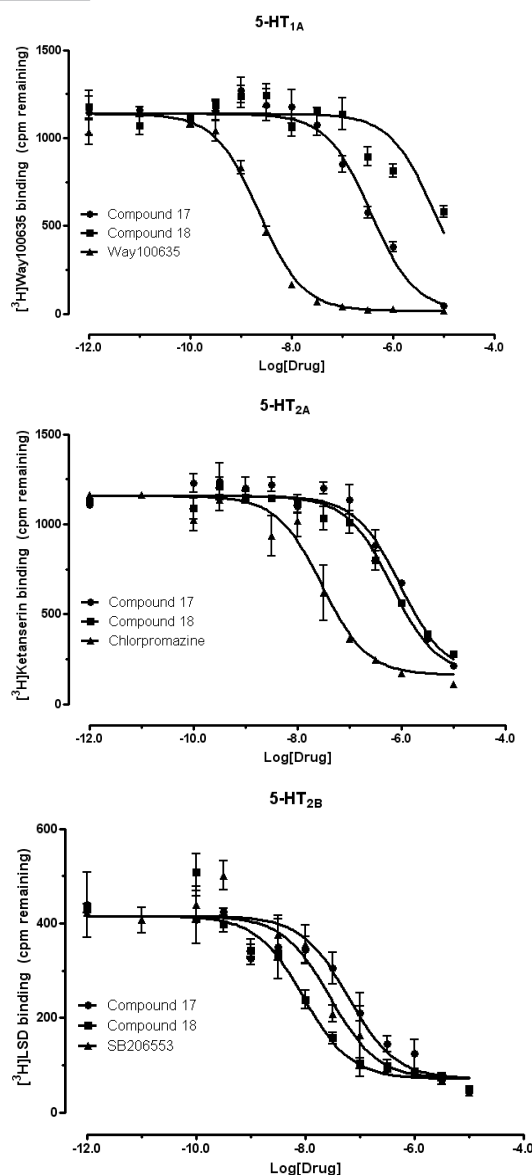 5-HT1A
[3H]Way100635 binding (cpm remaining)
1500
1000
500
0
Compound 17
Compound 18
Way100635
-12.0 -10.0 -8.0 -6.0 -4.0
Log[Drug]
5-HT2A
[3H]Ketanserin binding (cpm remaining)
1500
1000
500
0
Compound 17
Compound 18
Chlorpromazine
-12.0 -10.0 -8.0 -6.0 -4.0
Log[Drug]
5-HT2B
[3H]LSD binding (cpm remaining)
600
400
200
0
Compound 17
Compound 18
SB206553
-12.0 -10.0 -8.0 -6.0 -4.0
Log[Drug]